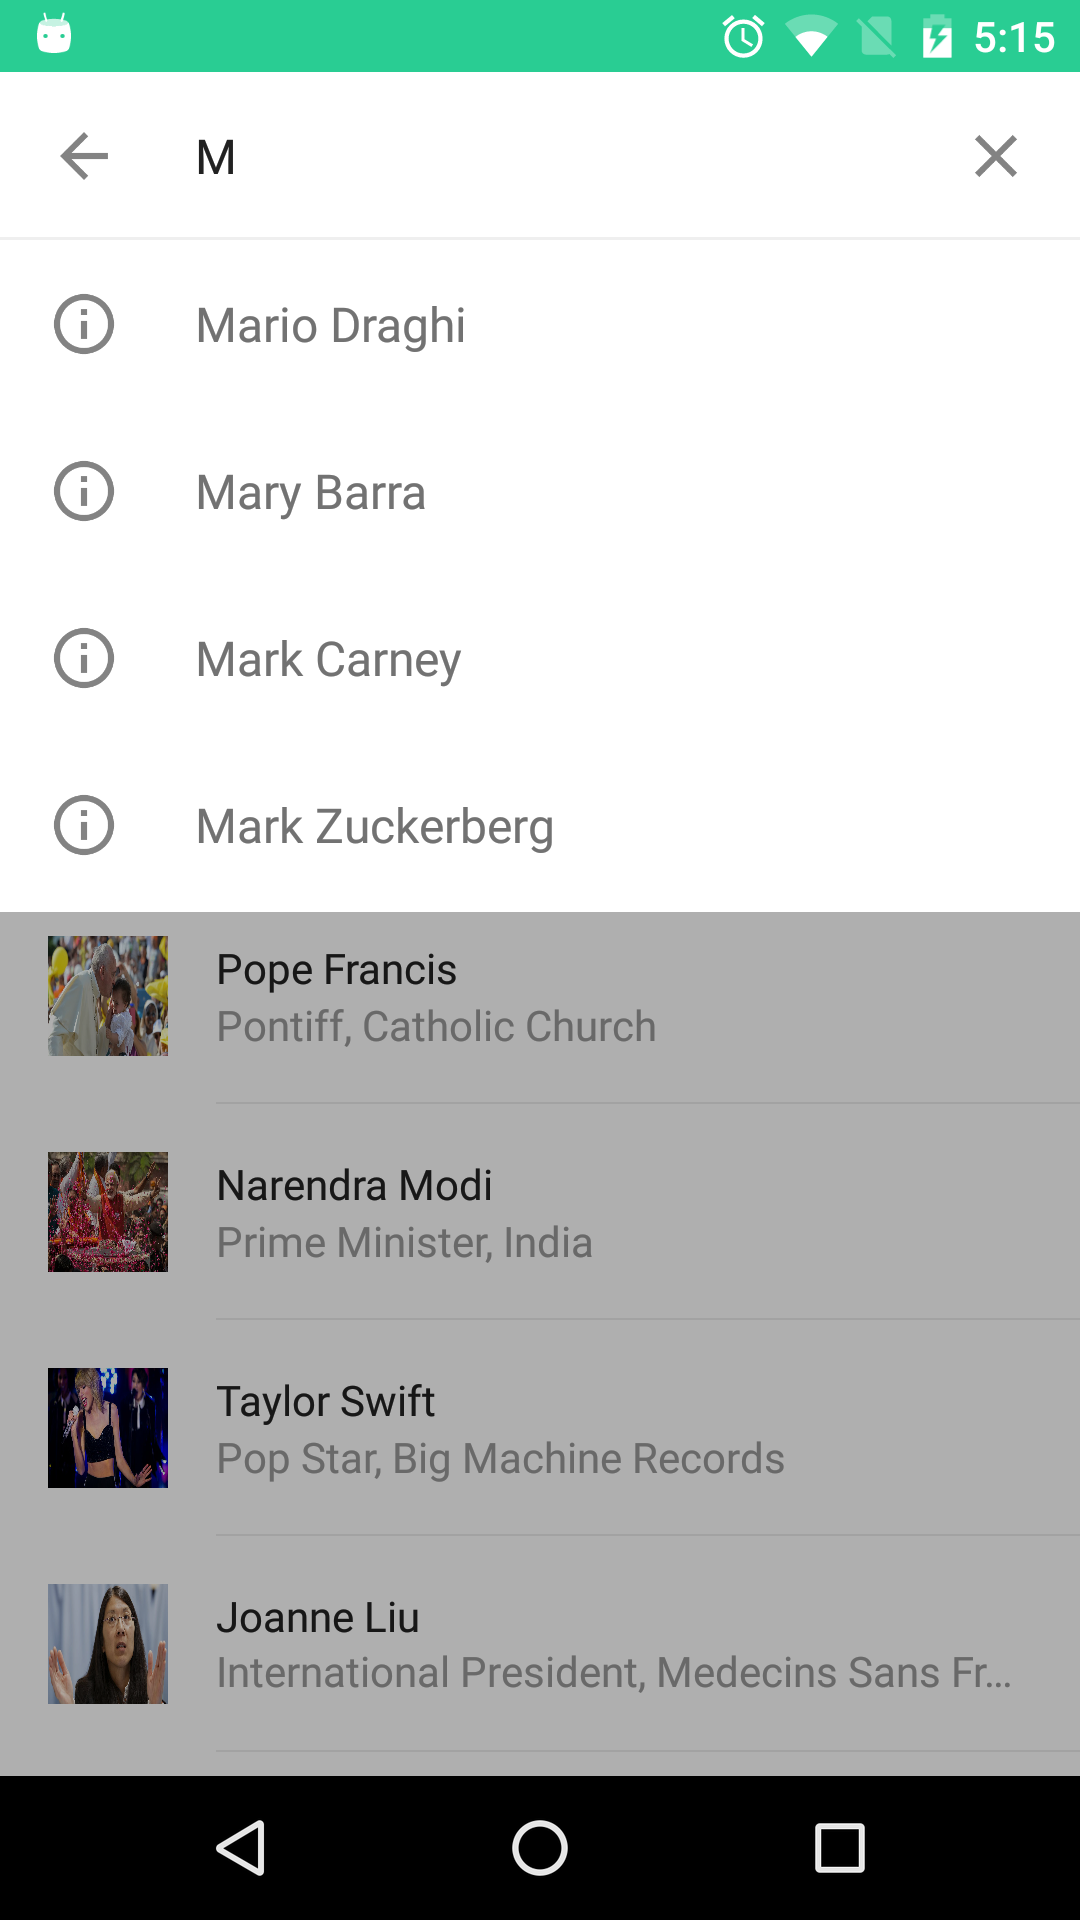 5:15
M
Mario Draghi
Mary Barra
Mark Carney
Mark Zuckerberg
Pope Francis
Pontiff, Catholic Church
Narendra Modi
Prime Minister, India
Taylor Swift
Pop Star, Big Machine Records
Joanne Liu
International President, Medecins Sans Fr...